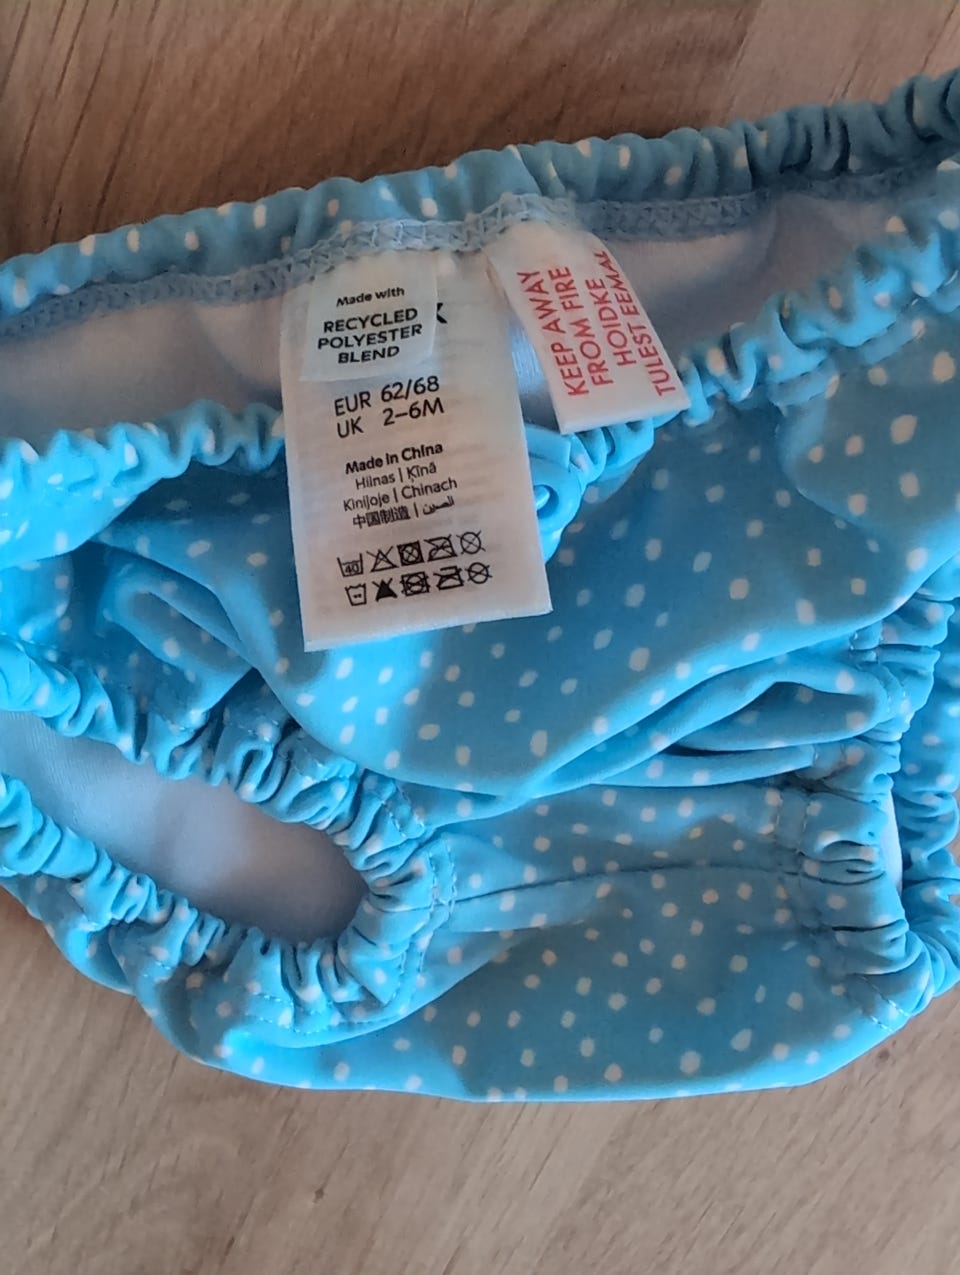 Made with
RECYCLED
POLYESTER
BLEND
EUR 62/68
UK 2–6M
Made in China
Hiinas | Ķīnā
Kinijoje | Chinach
中国制造 | الصين
40
KEEP AWAY
FROM FIRE
HOIDKE
TULEST EEMAL